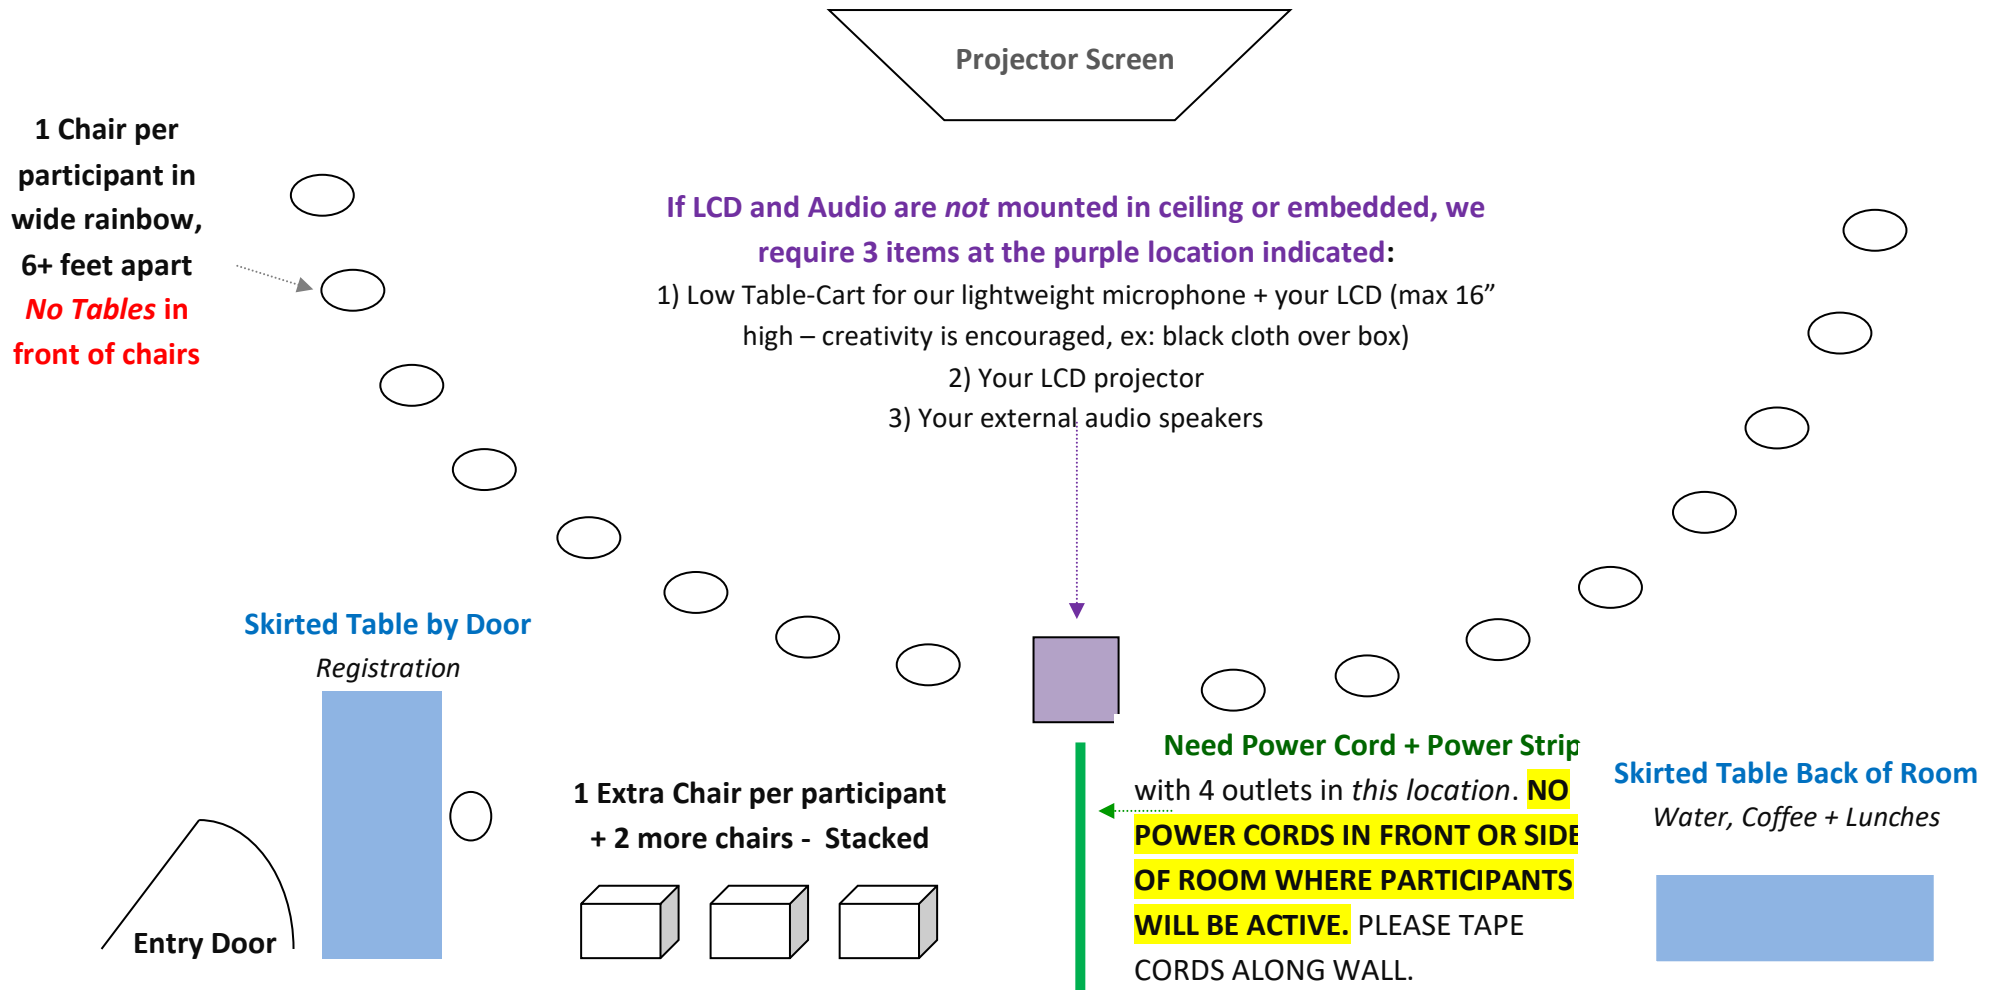 Projector Screen
1 Chair per
participant in
wide rainbow,
6+ feet apart
No Tables in
front of chairs
If LCD and Audio are not mounted in ceiling or embedded, we
require 3 items at the purple location indicated:
1) Low Table-Cart for our lightweight microphone + your LCD (max 16”
high – creativity is encouraged, ex: black cloth over box)
2) Your LCD projector
3) Your external audio speakers
Skirted Table by Door
Registration
Entry Door
1 Extra Chair per participant
+ 2 more chairs - Stacked
Need Power Cord + Power Strip
with 4 outlets in this location. NO
POWER CORDS IN FRONT OR SIDE
OF ROOM WHERE PARTICIPANTS
WILL BE ACTIVE. PLEASE TAPE
CORDS ALONG WALL.
Skirted Table Back of Room
Water, Coffee + Lunches